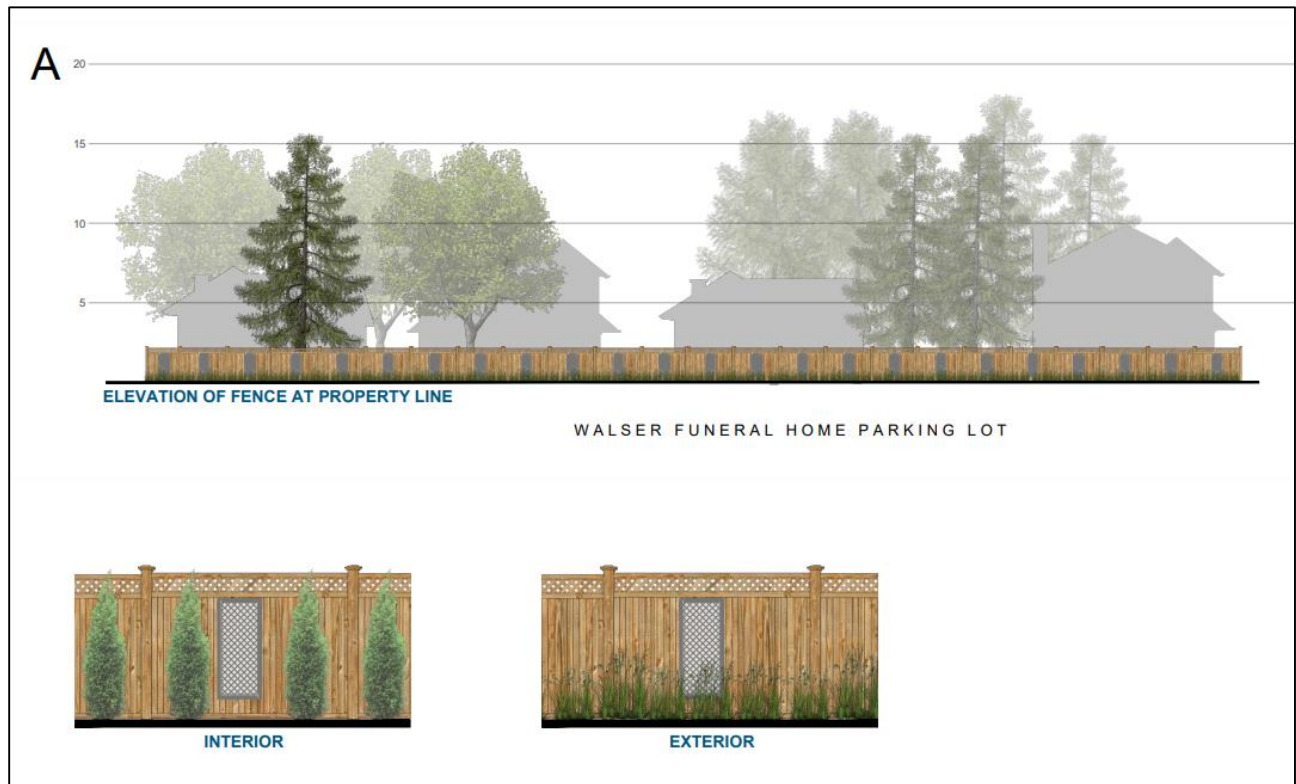 A
20
15
10
5
ELEVATION OF FENCE AT PROPERTY LINE
WALSER FUNERAL HOME PARKING LOT
INTERIOR
EXTERIOR